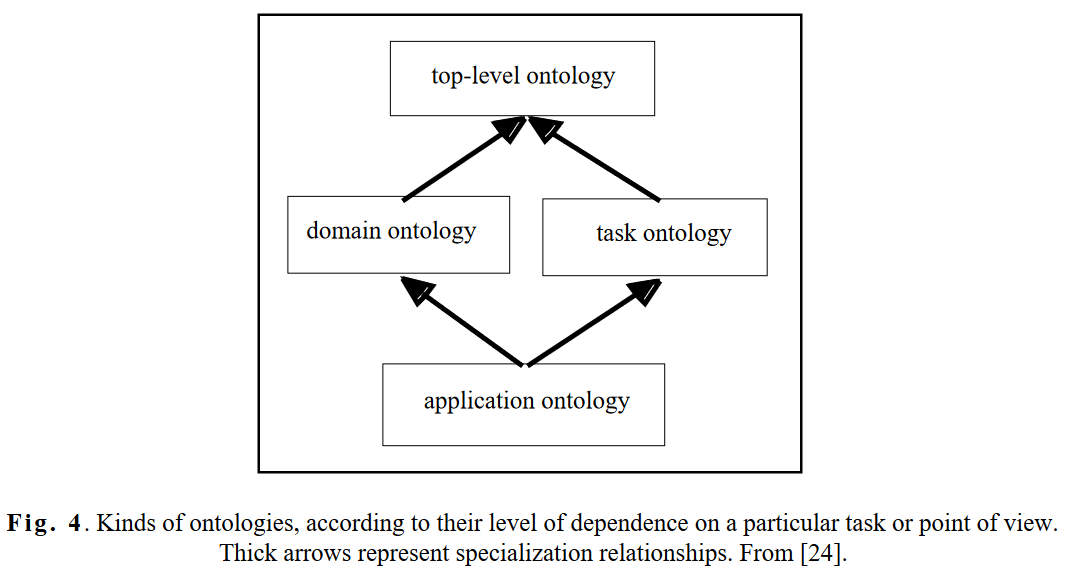 top-level ontology
domain ontology
task ontology
application ontology
Fig. 4. Kinds of ontologies, according to their level of dependence on a particular task or point of view.
Thick arrows represent specialization relationships. From [24].